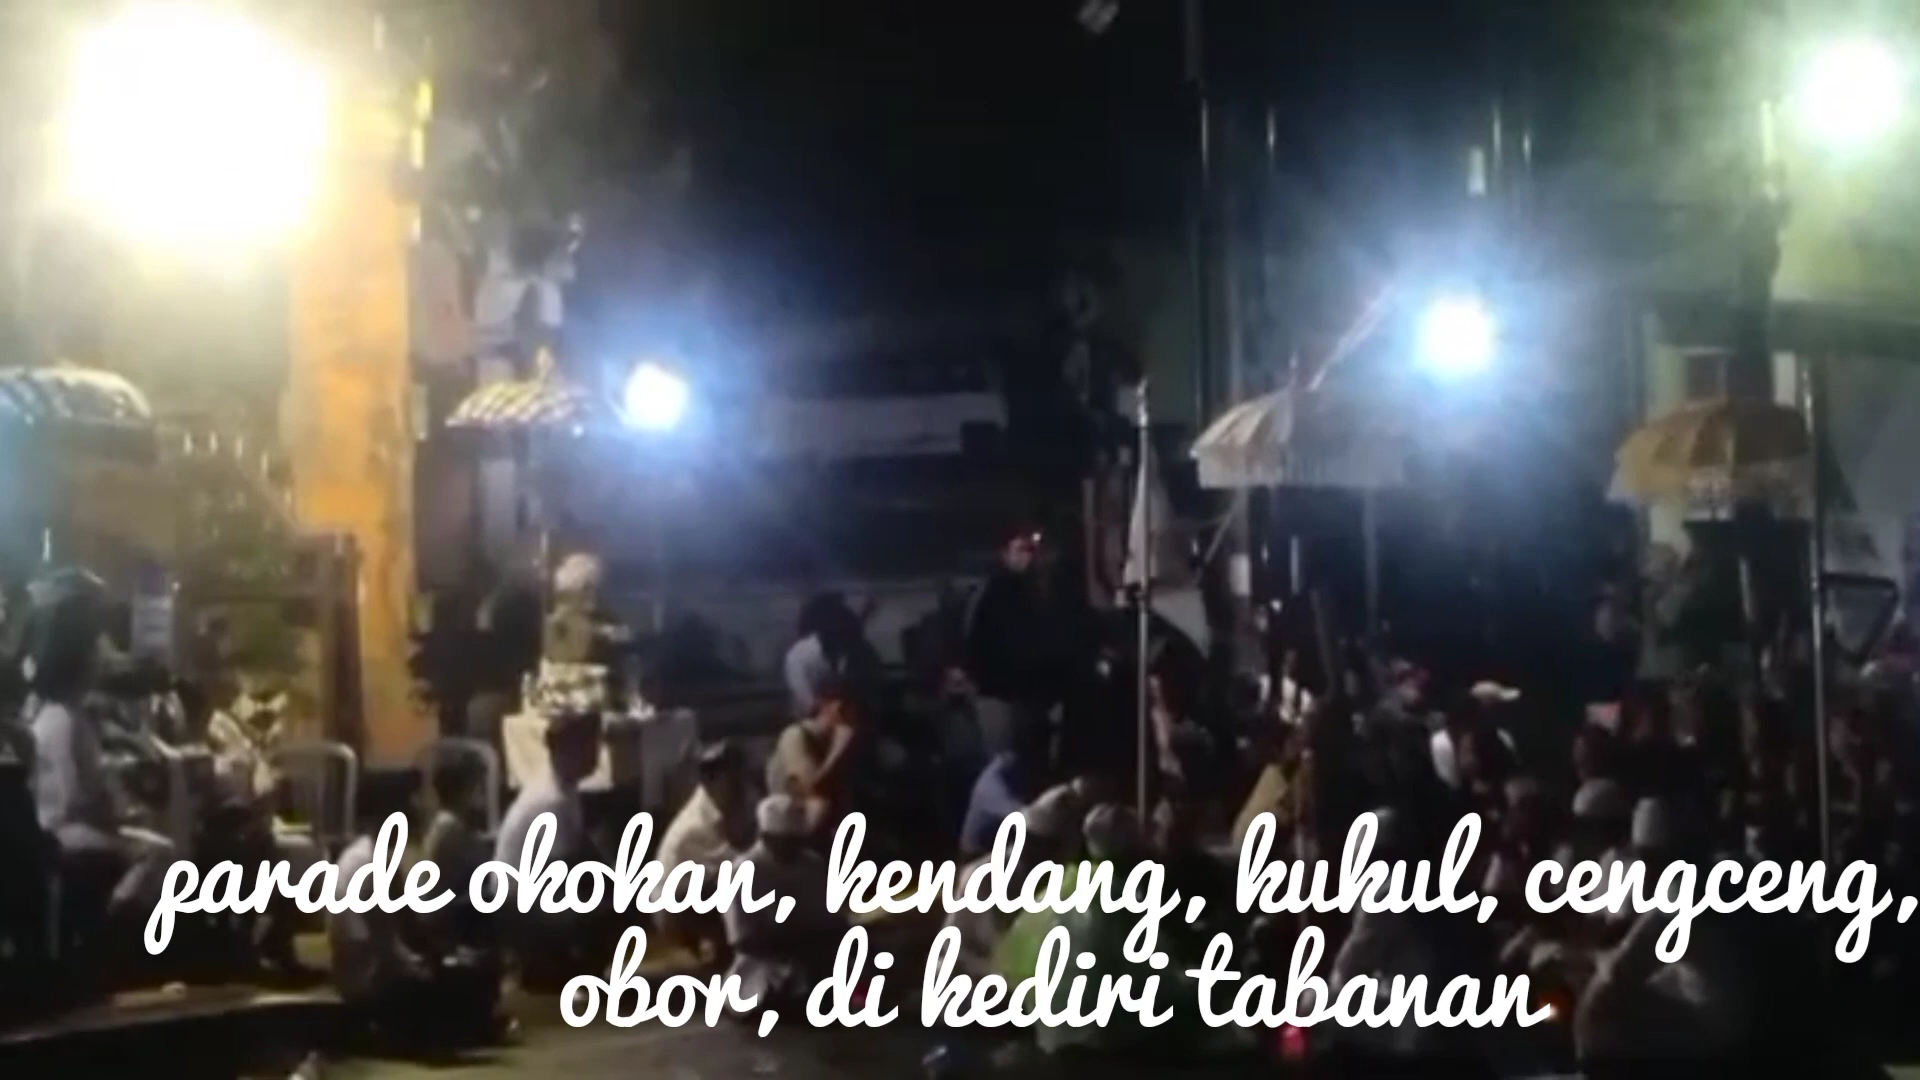 parade okokan, kendang, kukul, cengceng,
obor, di kediri tabanan